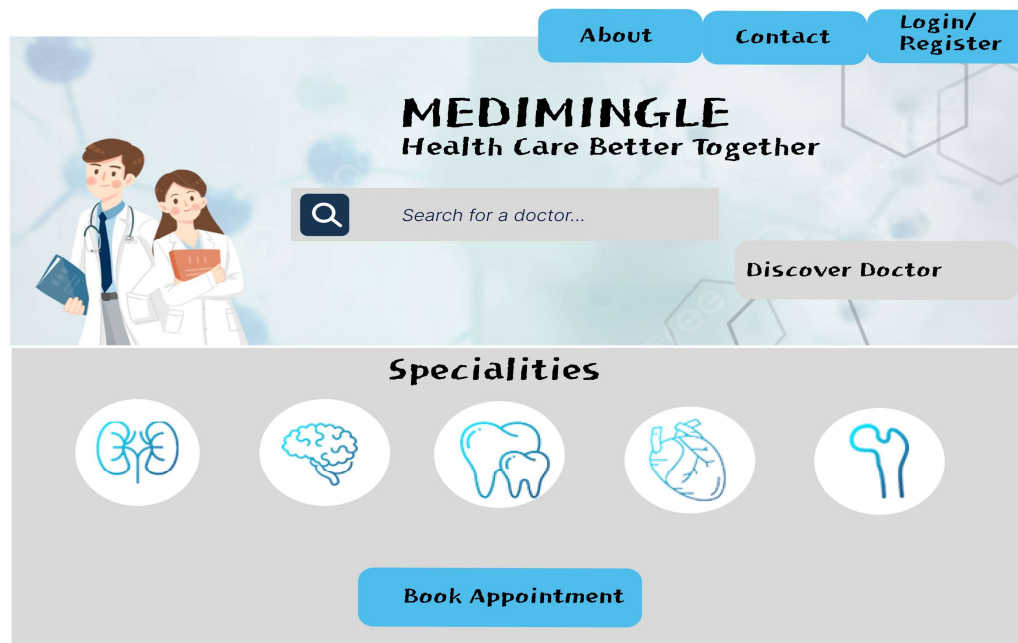 About
Contact
Login/
Register
MEDIMINGLE
Health Care Better Together
Search for a doctor...
Discover Doctor
Specialities
Book Appointment